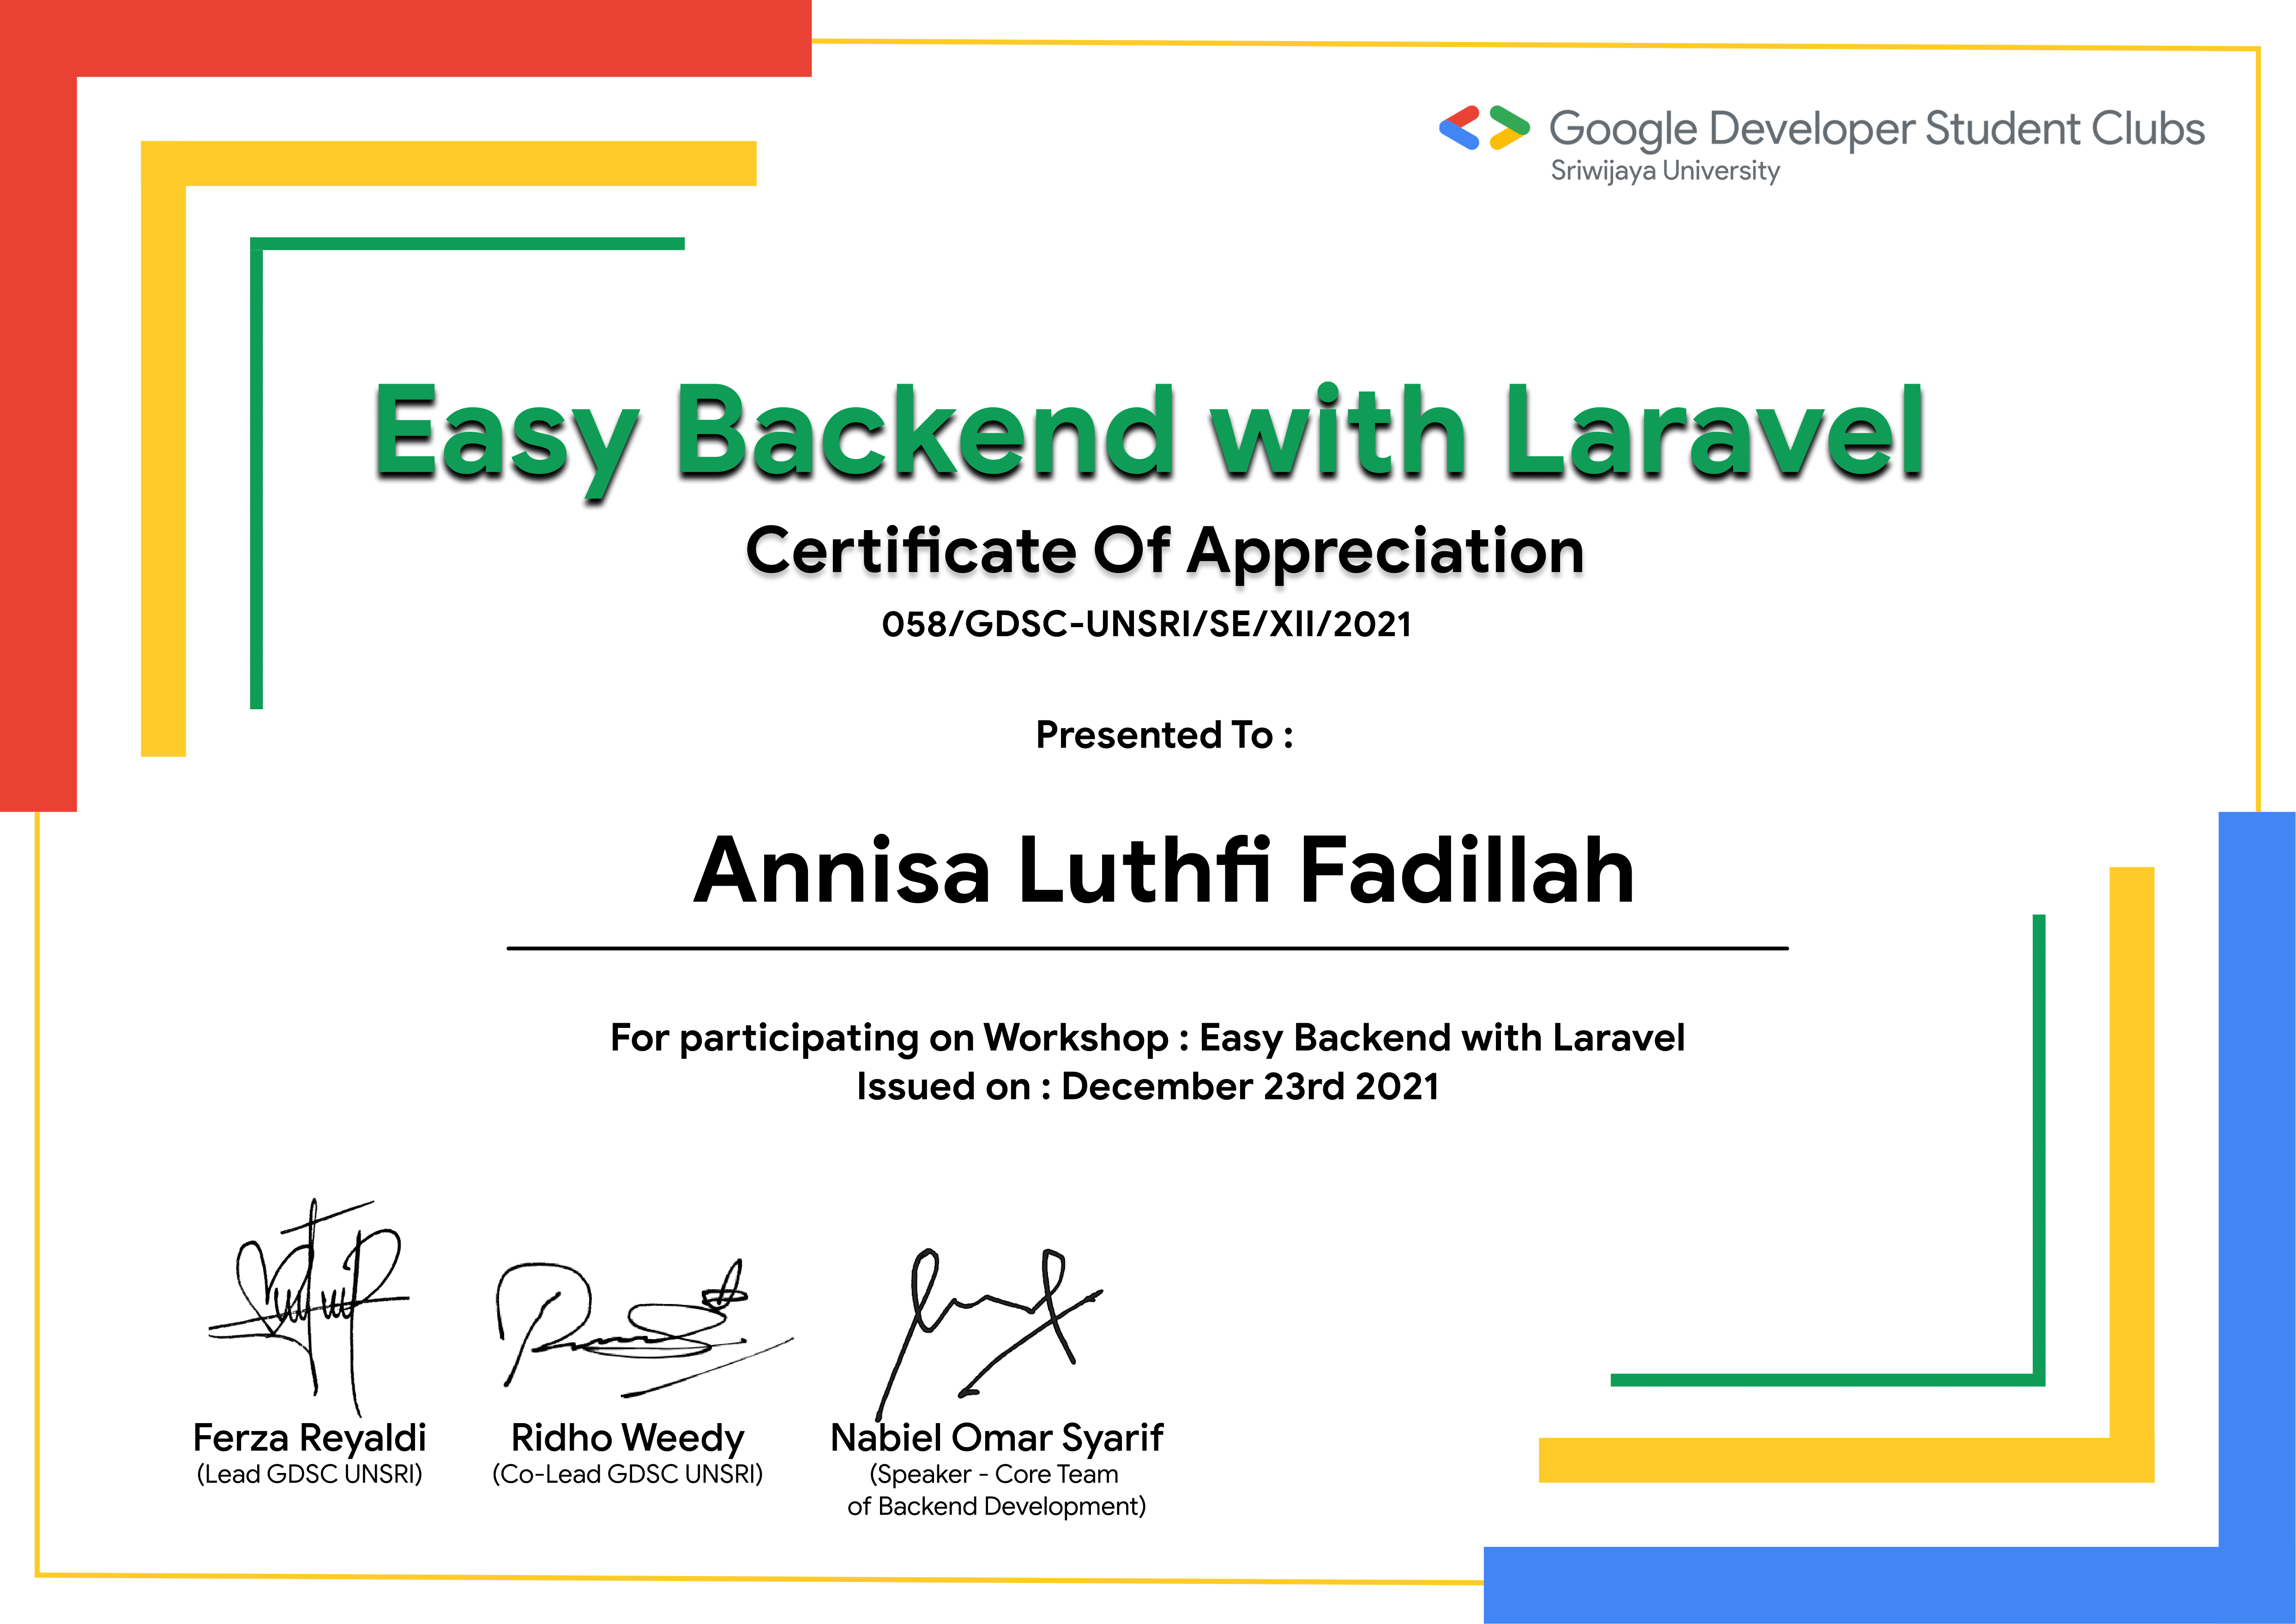 Google Developer Student Clubs
Sriwijaya University
Easy Backend with Laravel
Certificate Of Appreciation
058/GDSC-UNSRI/SE/XII/2021
Presented To :
Annisa Luthfi Fadillah
For participating on Workshop : Easy Backend with Laravel
Issued on : December 23rd 2021
Ferza Reyaldi
(Lead GDSC UNSRI)
Ridho Weedy
(Co-Lead GDSC UNSRI)
Nabiel Omar Syarif
(Speaker - Core Team
of Backend Development)